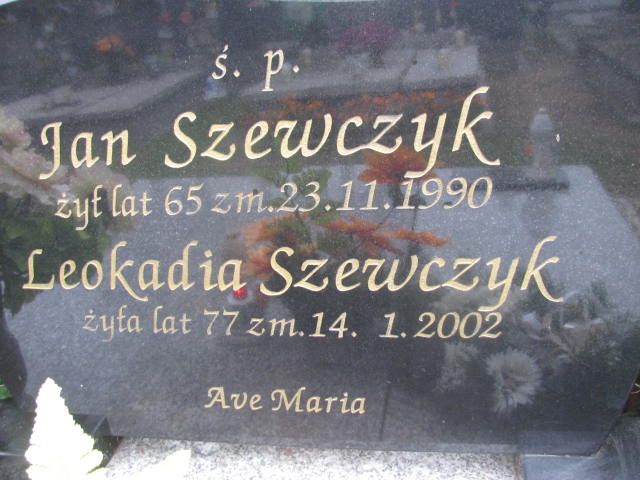 ś. p.
Jan Szewczyk
żył lat 65 zm.23.11.1990
Leokadia Szewczyk
żyła lat 77 zm.14. 1.2002
Ave Maria